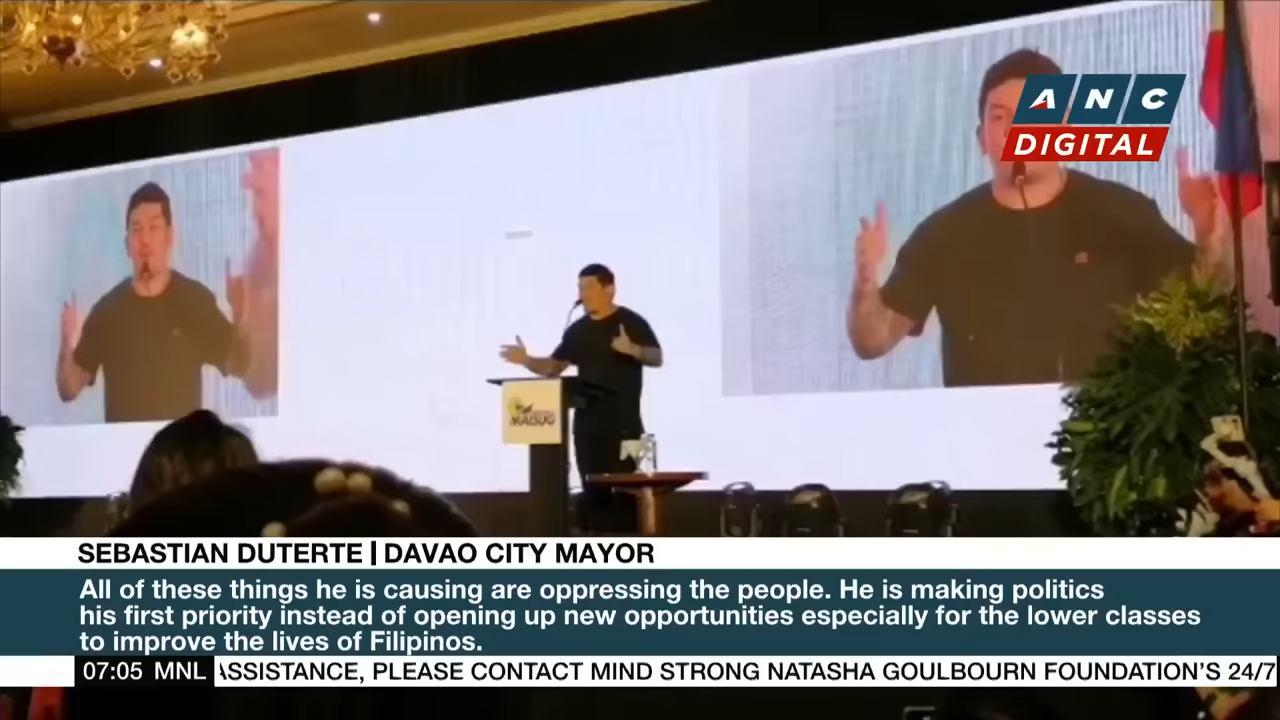 ANC
DIGITAL
MAISUG
SEBASTIAN DUTERTE | DAVAO CITY MAYOR
All of these things he is causing are oppressing the people. He is making politics
his first priority instead of opening up new opportunities especially for the lower classes
to improve the lives of Filipinos.
07:05 MNL ASSISTANCE, PLEASE CONTACT MIND STRONG NATASHA GOULBOURN FOUNDATION'S 24/7